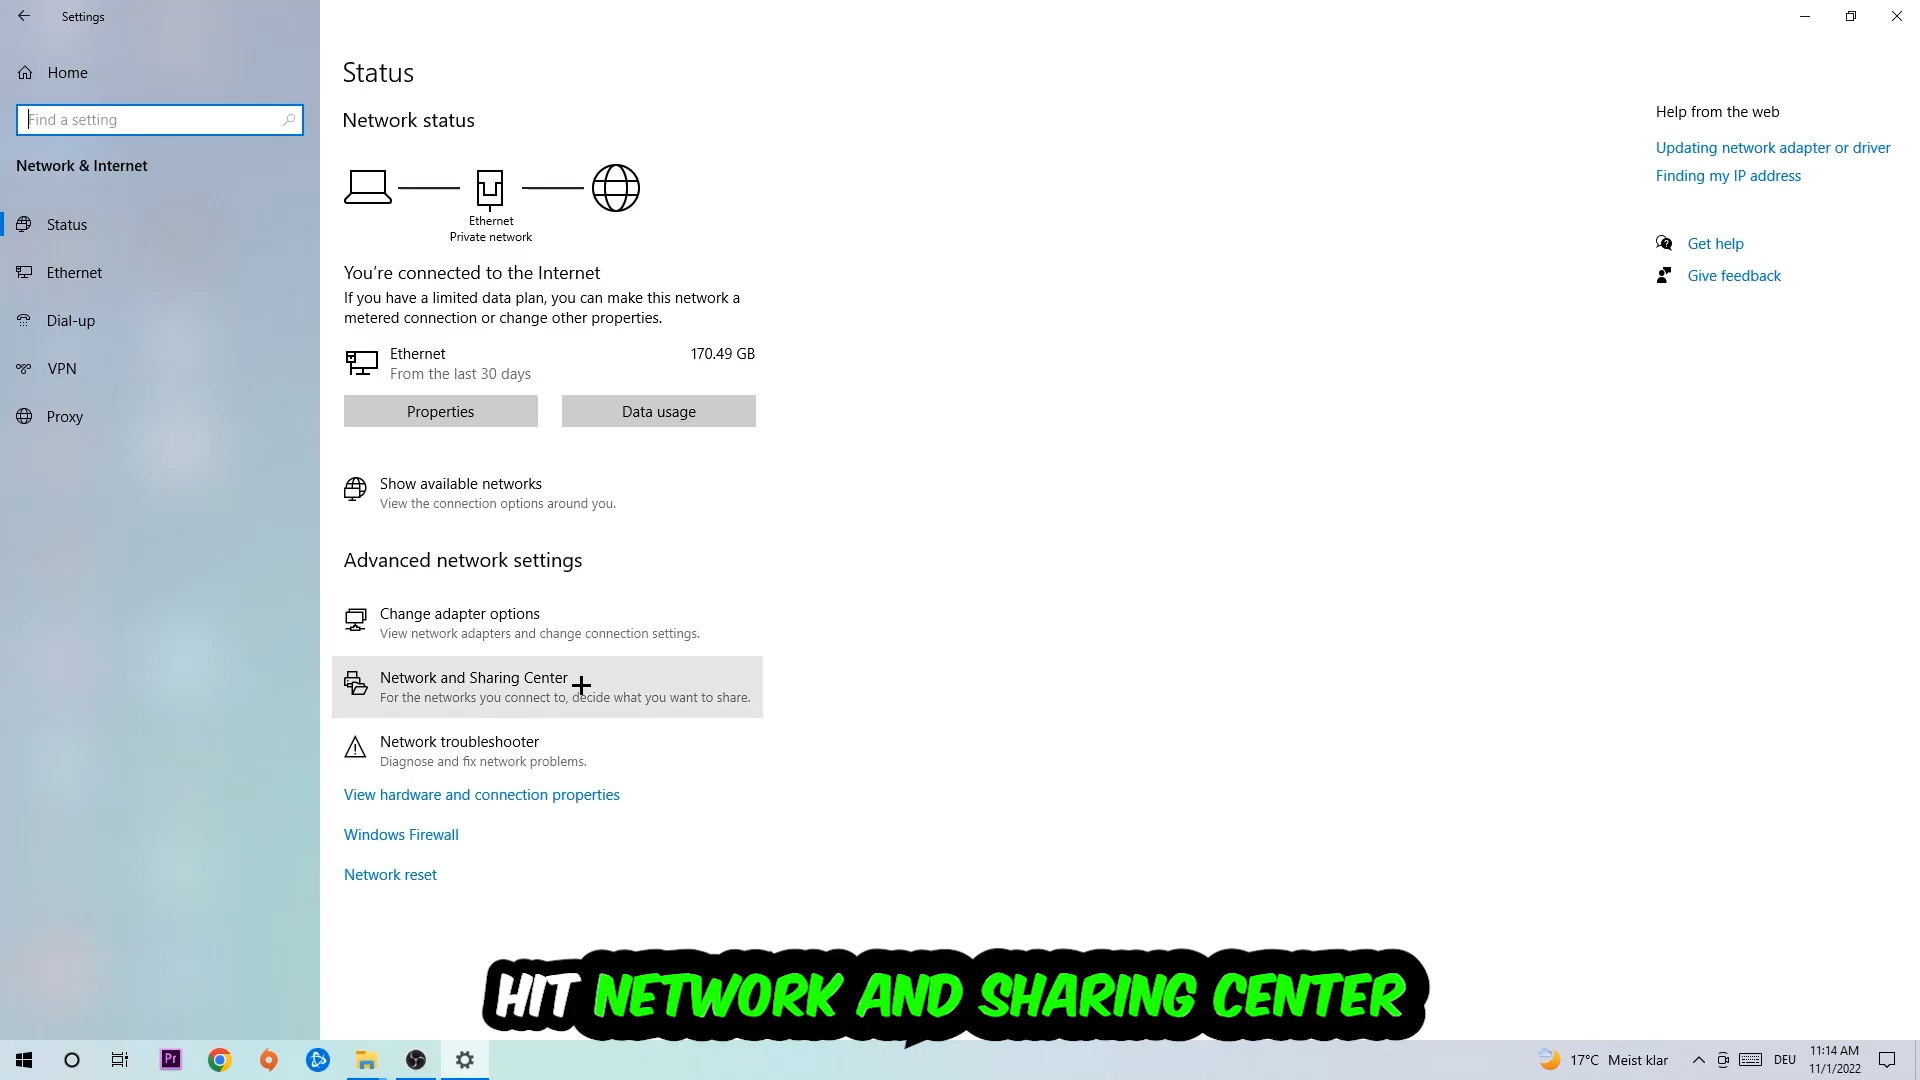 Settings
Home
Find a setting
Network & Internet
Status
Ethernet
Dial-up
VPN
Proxy
Status
Network status
Ethernet
Private network
You're connected to the Internet
If you have a limited data plan, you can make this network a
metered connection or change other properties.
Ethernet 170.49 GB
From the last 30 days
Properties Data usage
Show available networks
View the connection options around you.
Advanced network settings
Change adapter options
View network adapters and change connection settings.
Network and Sharing Center
For the networks you connect to, decide what you want to share.
Network troubleshooter
Diagnose and fix network problems.
View hardware and connection properties
Windows Firewall
Network reset
Help from the web
Updating network adapter or driver
Finding my IP address
Get help
Give feedback
HIT NETWORK AND SHARING CENTER
Pr
17°C Meist klar
DEU
11:14 AM
11/1/2022